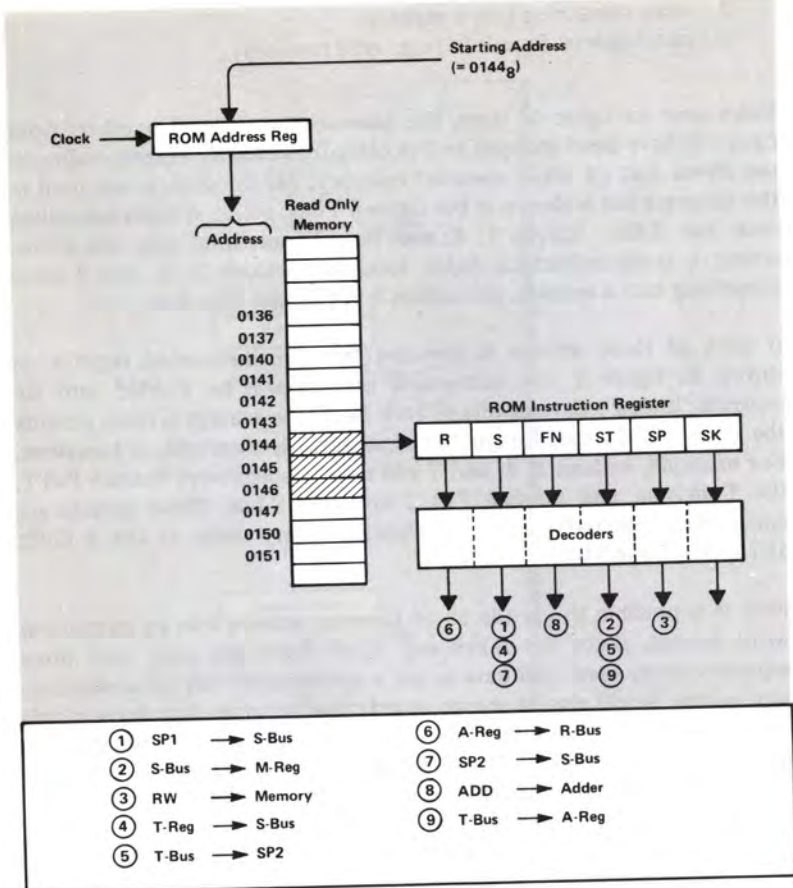 Starting Address
(= 0144₈)
Clock
ROM Address Reg
Address
Read Only
Memory
0136
0137
0140
0141
0142
0143
0144
0145
0146
0147
0150
0151
ROM Instruction Register
R S FN ST SP SK
Decoders
6 1 8 2 3
4 5
7 9
1 SP1 → S-Bus
2 S-Bus → M-Reg
3 RW → Memory
4 T-Reg → S-Bus
5 T-Bus → SP2
6 A-Reg → R-Bus
7 SP2 → S-Bus
8 ADD → Adder
9 T-Bus → A-Reg